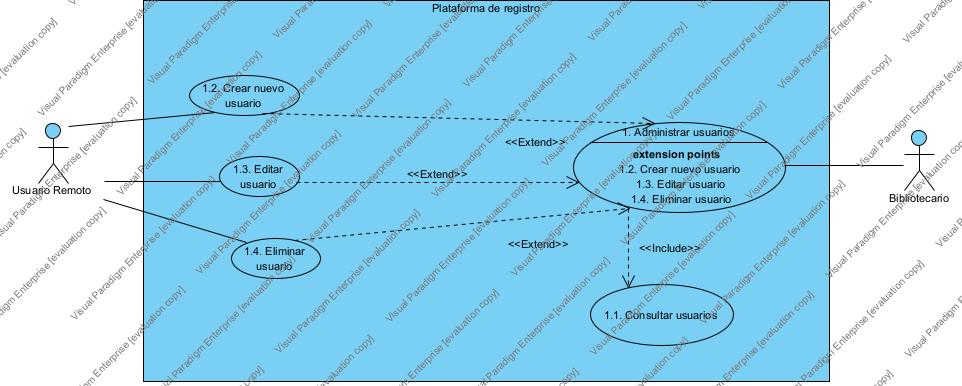 Plataforma de registro
1.2. Crear nuevo
usuario
1. Administrar usuarios
<<Extend>>
extension points
1.2. Crear nuevo usuario
1.3. Editar usuario
1.4. Eliminar usuario
1.3. Editar
usuario
<<Extend>>
Usuario Remoto
Bibliotecario
1.4. Eliminar
usuario
<<Extend>>
<<Include>>
1.1. Consultar usuarios
Visual Paradigm Enterprise [evaluation copy]